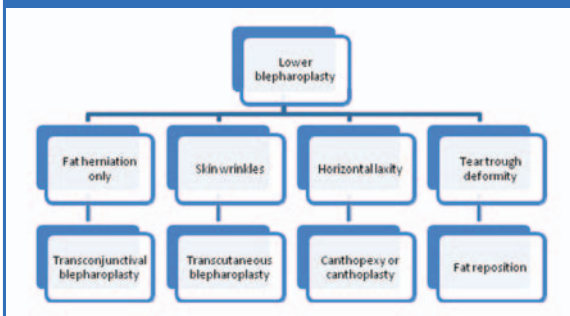 Lower
blepharoplasty
Fat herniation
only
Skin wrinkles
Horizontal laxity
Tear trough
deformity
Transconjunctival
blepharoplasty
Transcutaneous
blepharoplasty
Canthopexy or
canthoplasty
Fat reposition